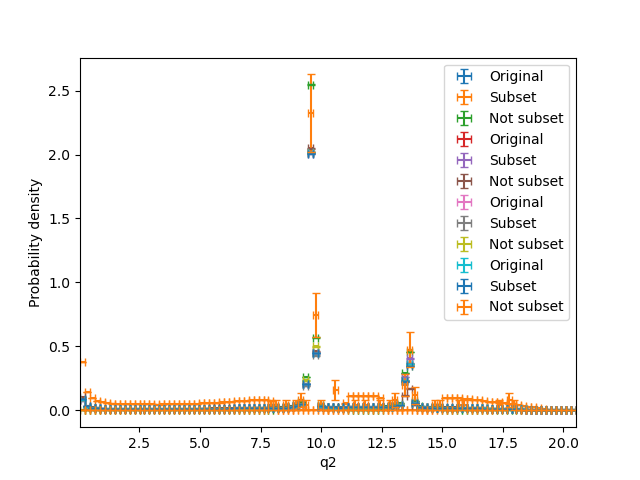 Original
Subset
Not subset
Original
Subset
Not subset
Original
Subset
Not subset
Original
Subset
Not subset
Probability density
2.5
2.0
1.5
1.0
0.5
0.0
2.5 5.0 7.5 10.0 12.5 15.0 17.5 20.0
q2